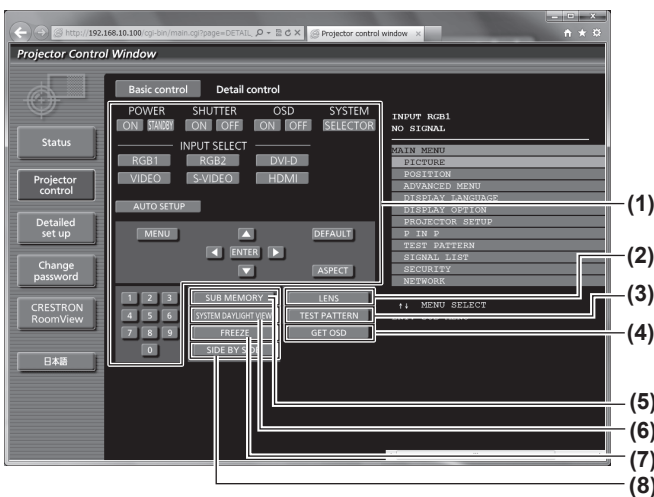 http://192.168.10.100/cgi-bin/main.cgi?page=DETAIL
Projector control window
Projector Control Window
Basic control
Detail control
POWER
SHUTTER
OSD
SYSTEM
ON
STANDBY
ON
OFF
ON
OFF
SELECTOR
INPUT SELECT
RGB1
RGB2
DVI-D
VIDEO
S-VIDEO
HDMI
AUTO SETUP
MENU
DEFAULT
ENTER
ASPECT
1 2 3
4 5 6
7 8 9
0
SUB MEMORY
SYSTEM DAYLIGHT VIEW
FREEZE
SIDE BY SIDE
LENS
TEST PATTERN
GET OSD
Status
Projector
control
Detailed
set up
Change
password
CRESTRON
RoomView
日本語
INPUT RGB1
NO SIGNAL
MAIN MENU
PICTURE
POSITION
ADVANCED MENU
DISPLAY LANGUAGE
DISPLAY OPTION
PROJECTOR SETUP
P IN P
TEST PATTERN
SIGNAL LIST
SECURITY
NETWORK
↑↓ MENU SELECT
(1)
(2)
(3)
(4)
(5)
(6)
(7)
(8)